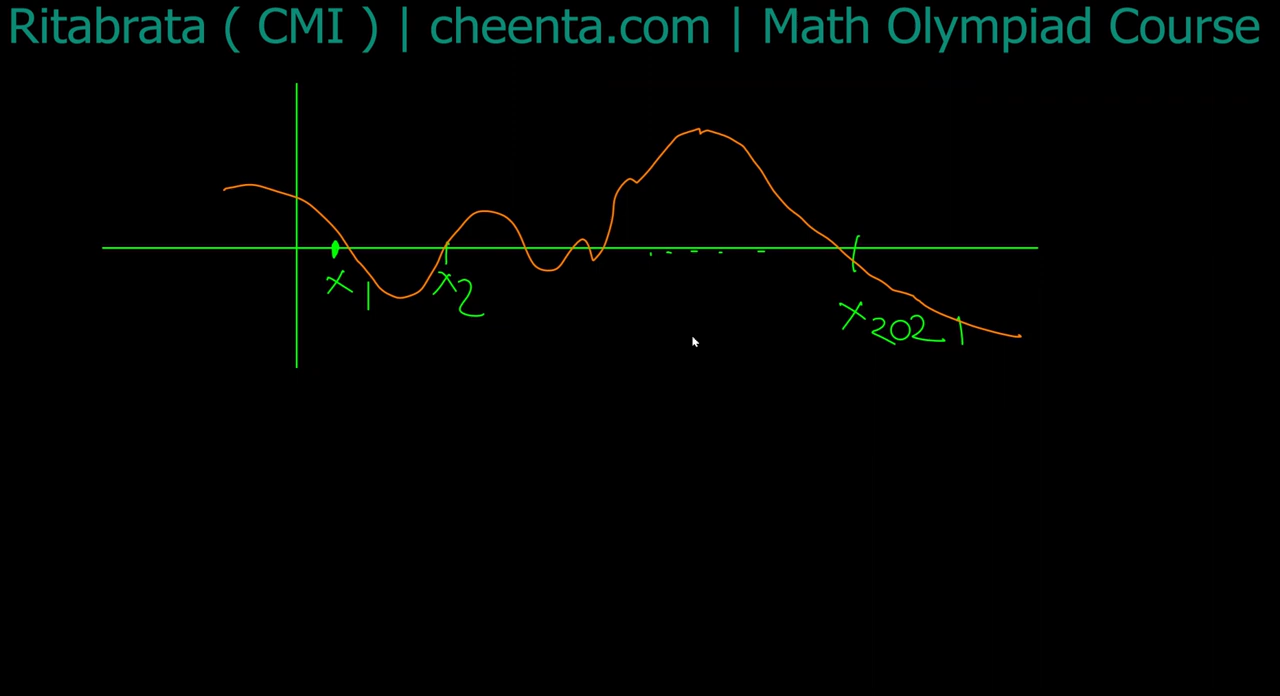 Ritabrata ( CMI ) | cheenta.com | Math Olympiad Course
x1 x2 x2021